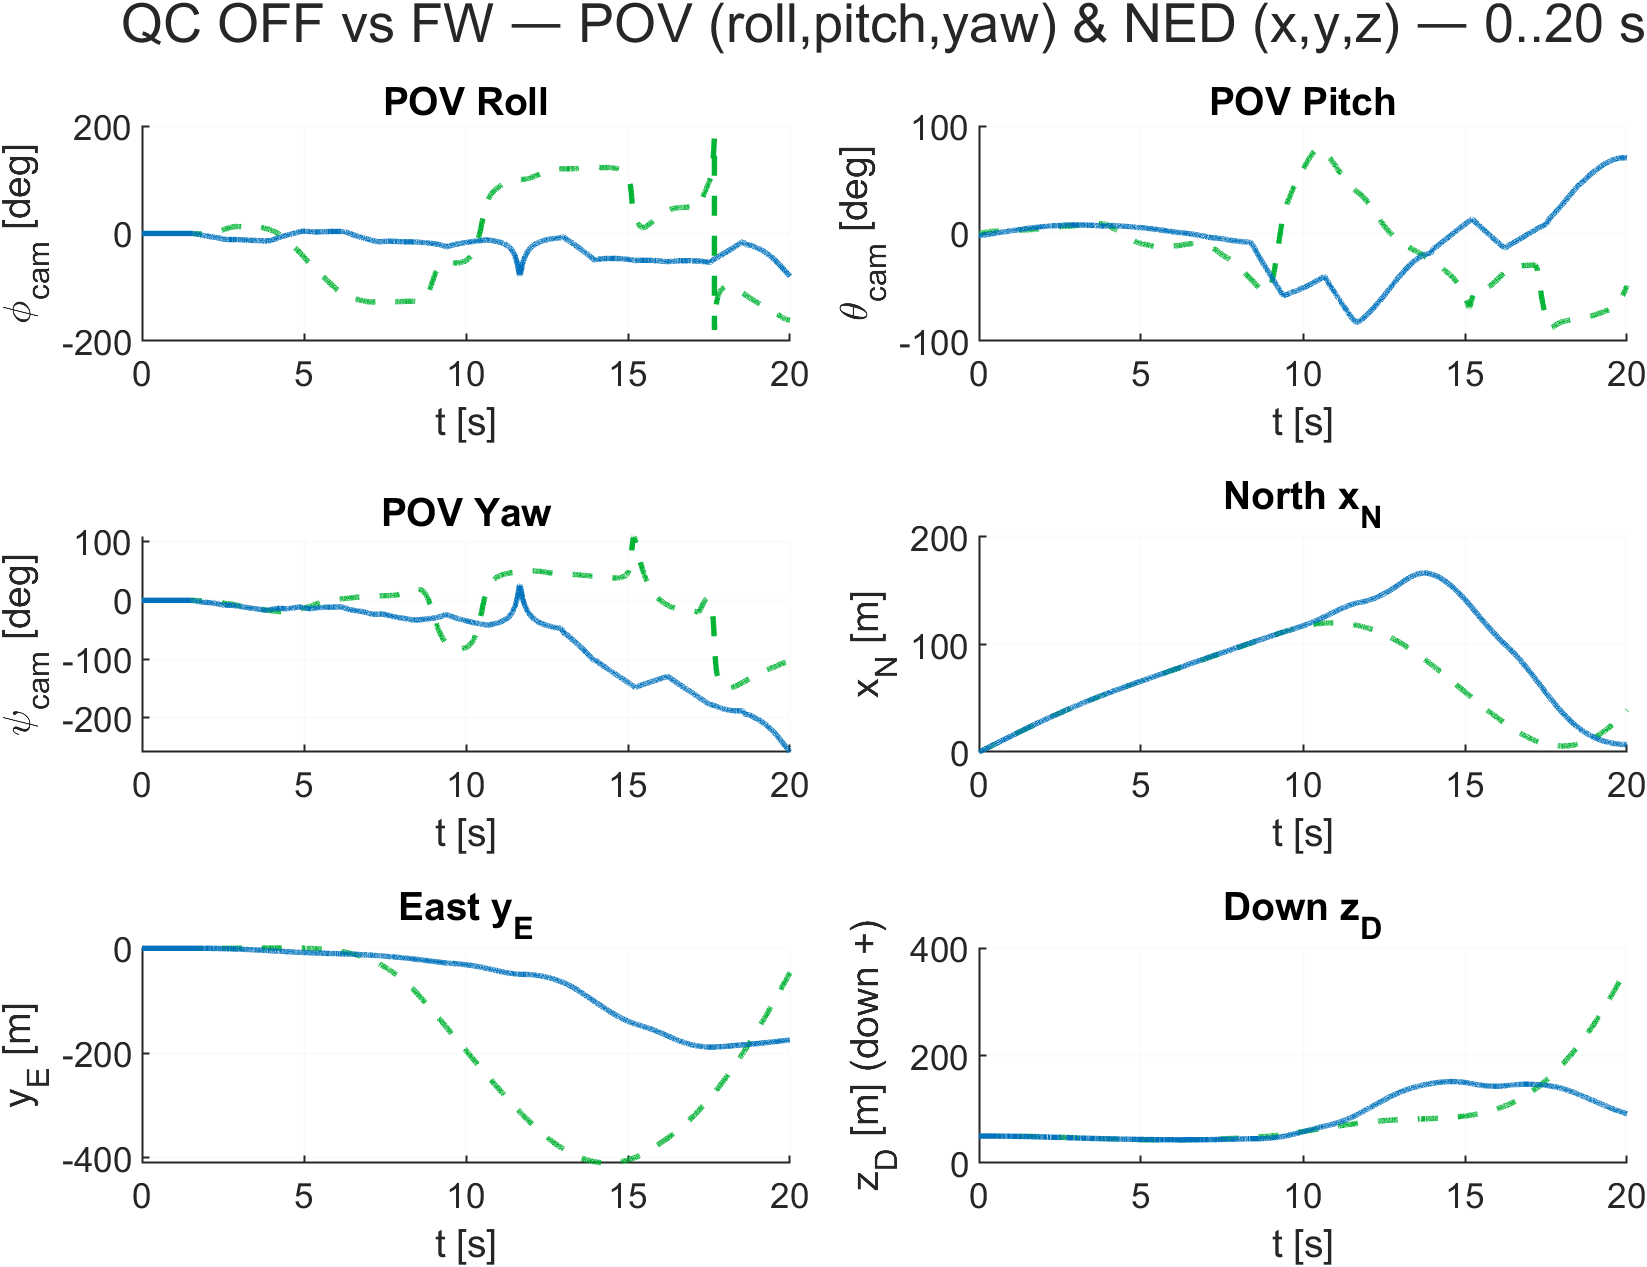 QC OFF vs FW — POV (roll,pitch,yaw) & NED (x,y,z) — 0..20 s
POV Roll
200
0
-200
ϕcam [deg]
0 5 10 15 20
t [s]
POV Pitch
100
0
-100
θcam [deg]
0 5 10 15 20
t [s]
POV Yaw
100
0
-100
-200
ψcam [deg]
0 5 10 15 20
t [s]
North xN
200
100
0
xN [m]
0 5 10 15 20
t [s]
East yE
0
-200
-400
yE [m]
0 5 10 15 20
t [s]
Down zD
400
200
0
zD [m] (down +)
0 5 10 15 20
t [s]